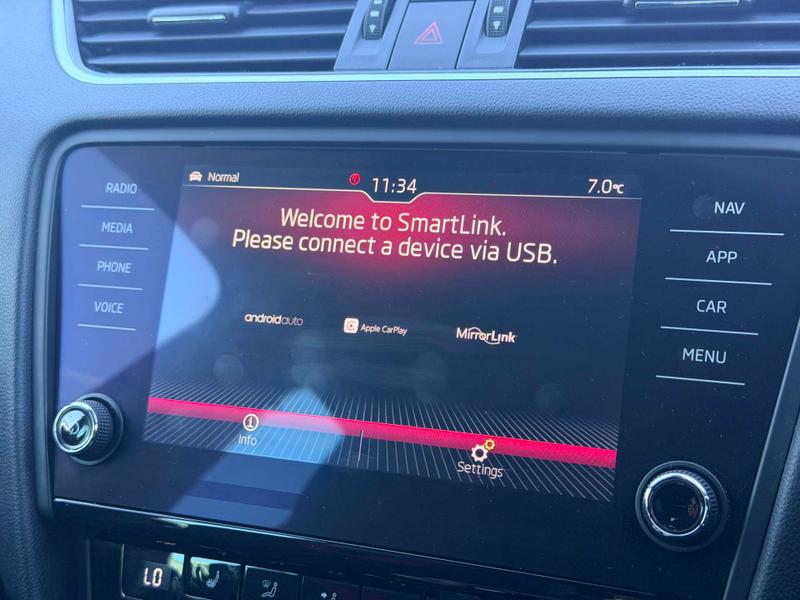 Normal
11:34
7.0°C
RADIO
MEDIA
PHONE
VOICE
Welcome to SmartLink.
Please connect a device via USB.
androidauto
Apple CarPlay
MirrorLink
Info
Settings
NAV
APP
CAR
MENU
LO